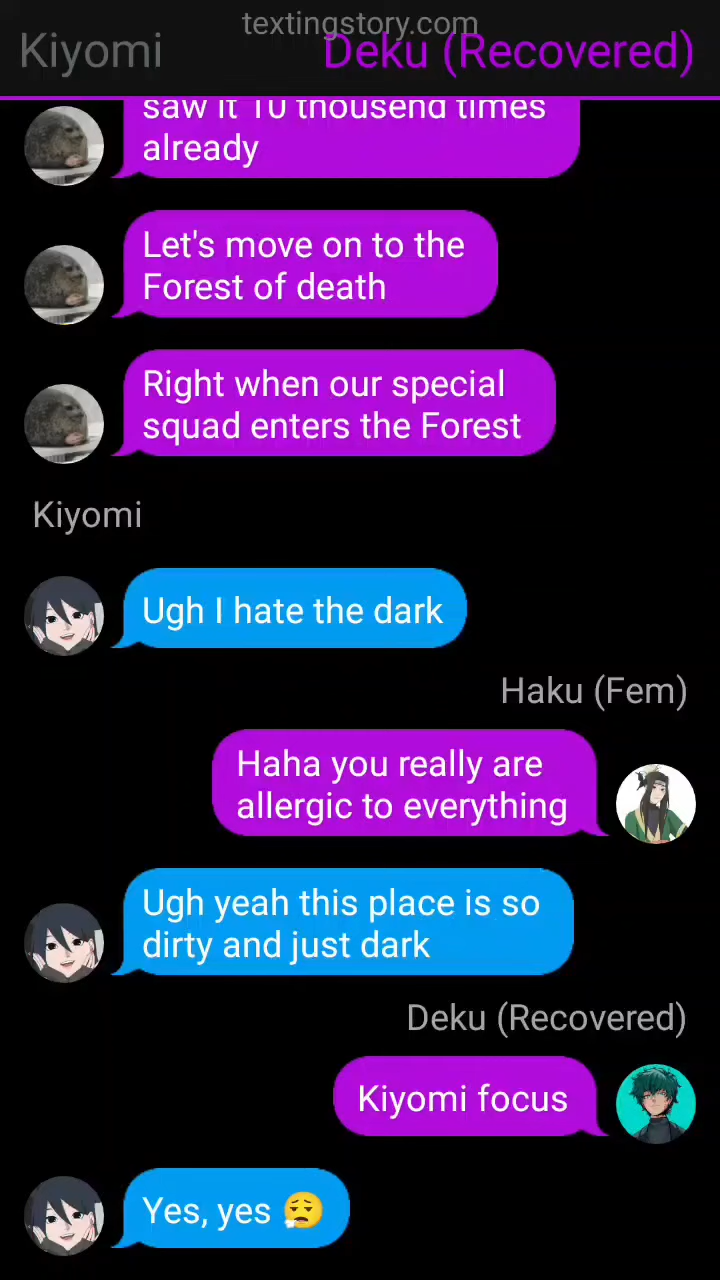 textingstory.com
Kiyomi
Deku (Recovered)
saw it 10 thousend times
already
Let's move on to the
Forest of death
Right when our special
squad enters the Forest
Kiyomi
Ugh I hate the dark
Haku (Fem)
Haha you really are
allergic to everything
Ugh yeah this place is so
dirty and just dark
Deku (Recovered)
Kiyomi focus
Yes, yes 😮‍💨